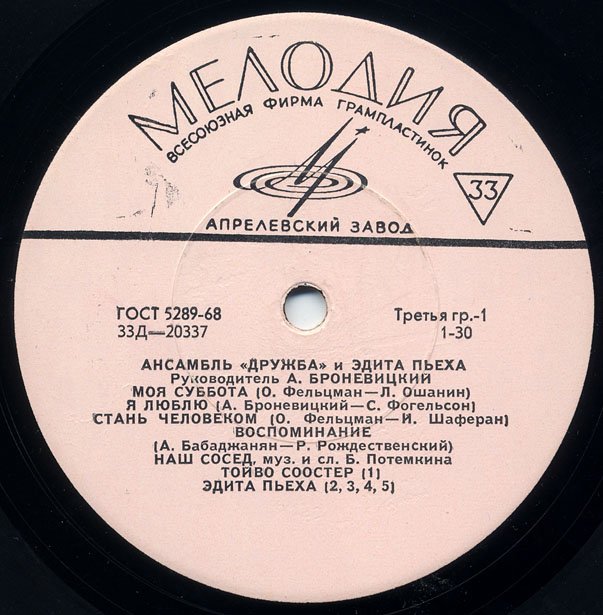 МЕЛОДИЯ
ВСЕСОЮЗНАЯ ФИРМА ГРАМПЛАСТИНОК
33
АПРЕЛЕВСКИЙ ЗАВОД
ГОСТ 5289-68 Третья гр.-1
33Д—20337 1-30
АНСАМБЛЬ «ДРУЖБА» и ЭДИТА ПЬЕХА
Руководитель А. БРОНЕВИЦКИЙ
МОЯ СУББОТА (О. Фельцман—Л. Ошанин)
Я ЛЮБЛЮ (А. Броневицкий—С. Фогельсон)
СТАНЬ ЧЕЛОВЕКОМ (О. Фельцман—И. Шаферан)
ВОСПОМИНАНИЕ
(А. Бабаджанян—Р. Рождественский)
НАШ СОСЕД, муз. и сл. Б. Потемкина
ТОЙВО СООСТЕР (1)
ЭДИТА ПЬЕХА (2, 3, 4, 5)